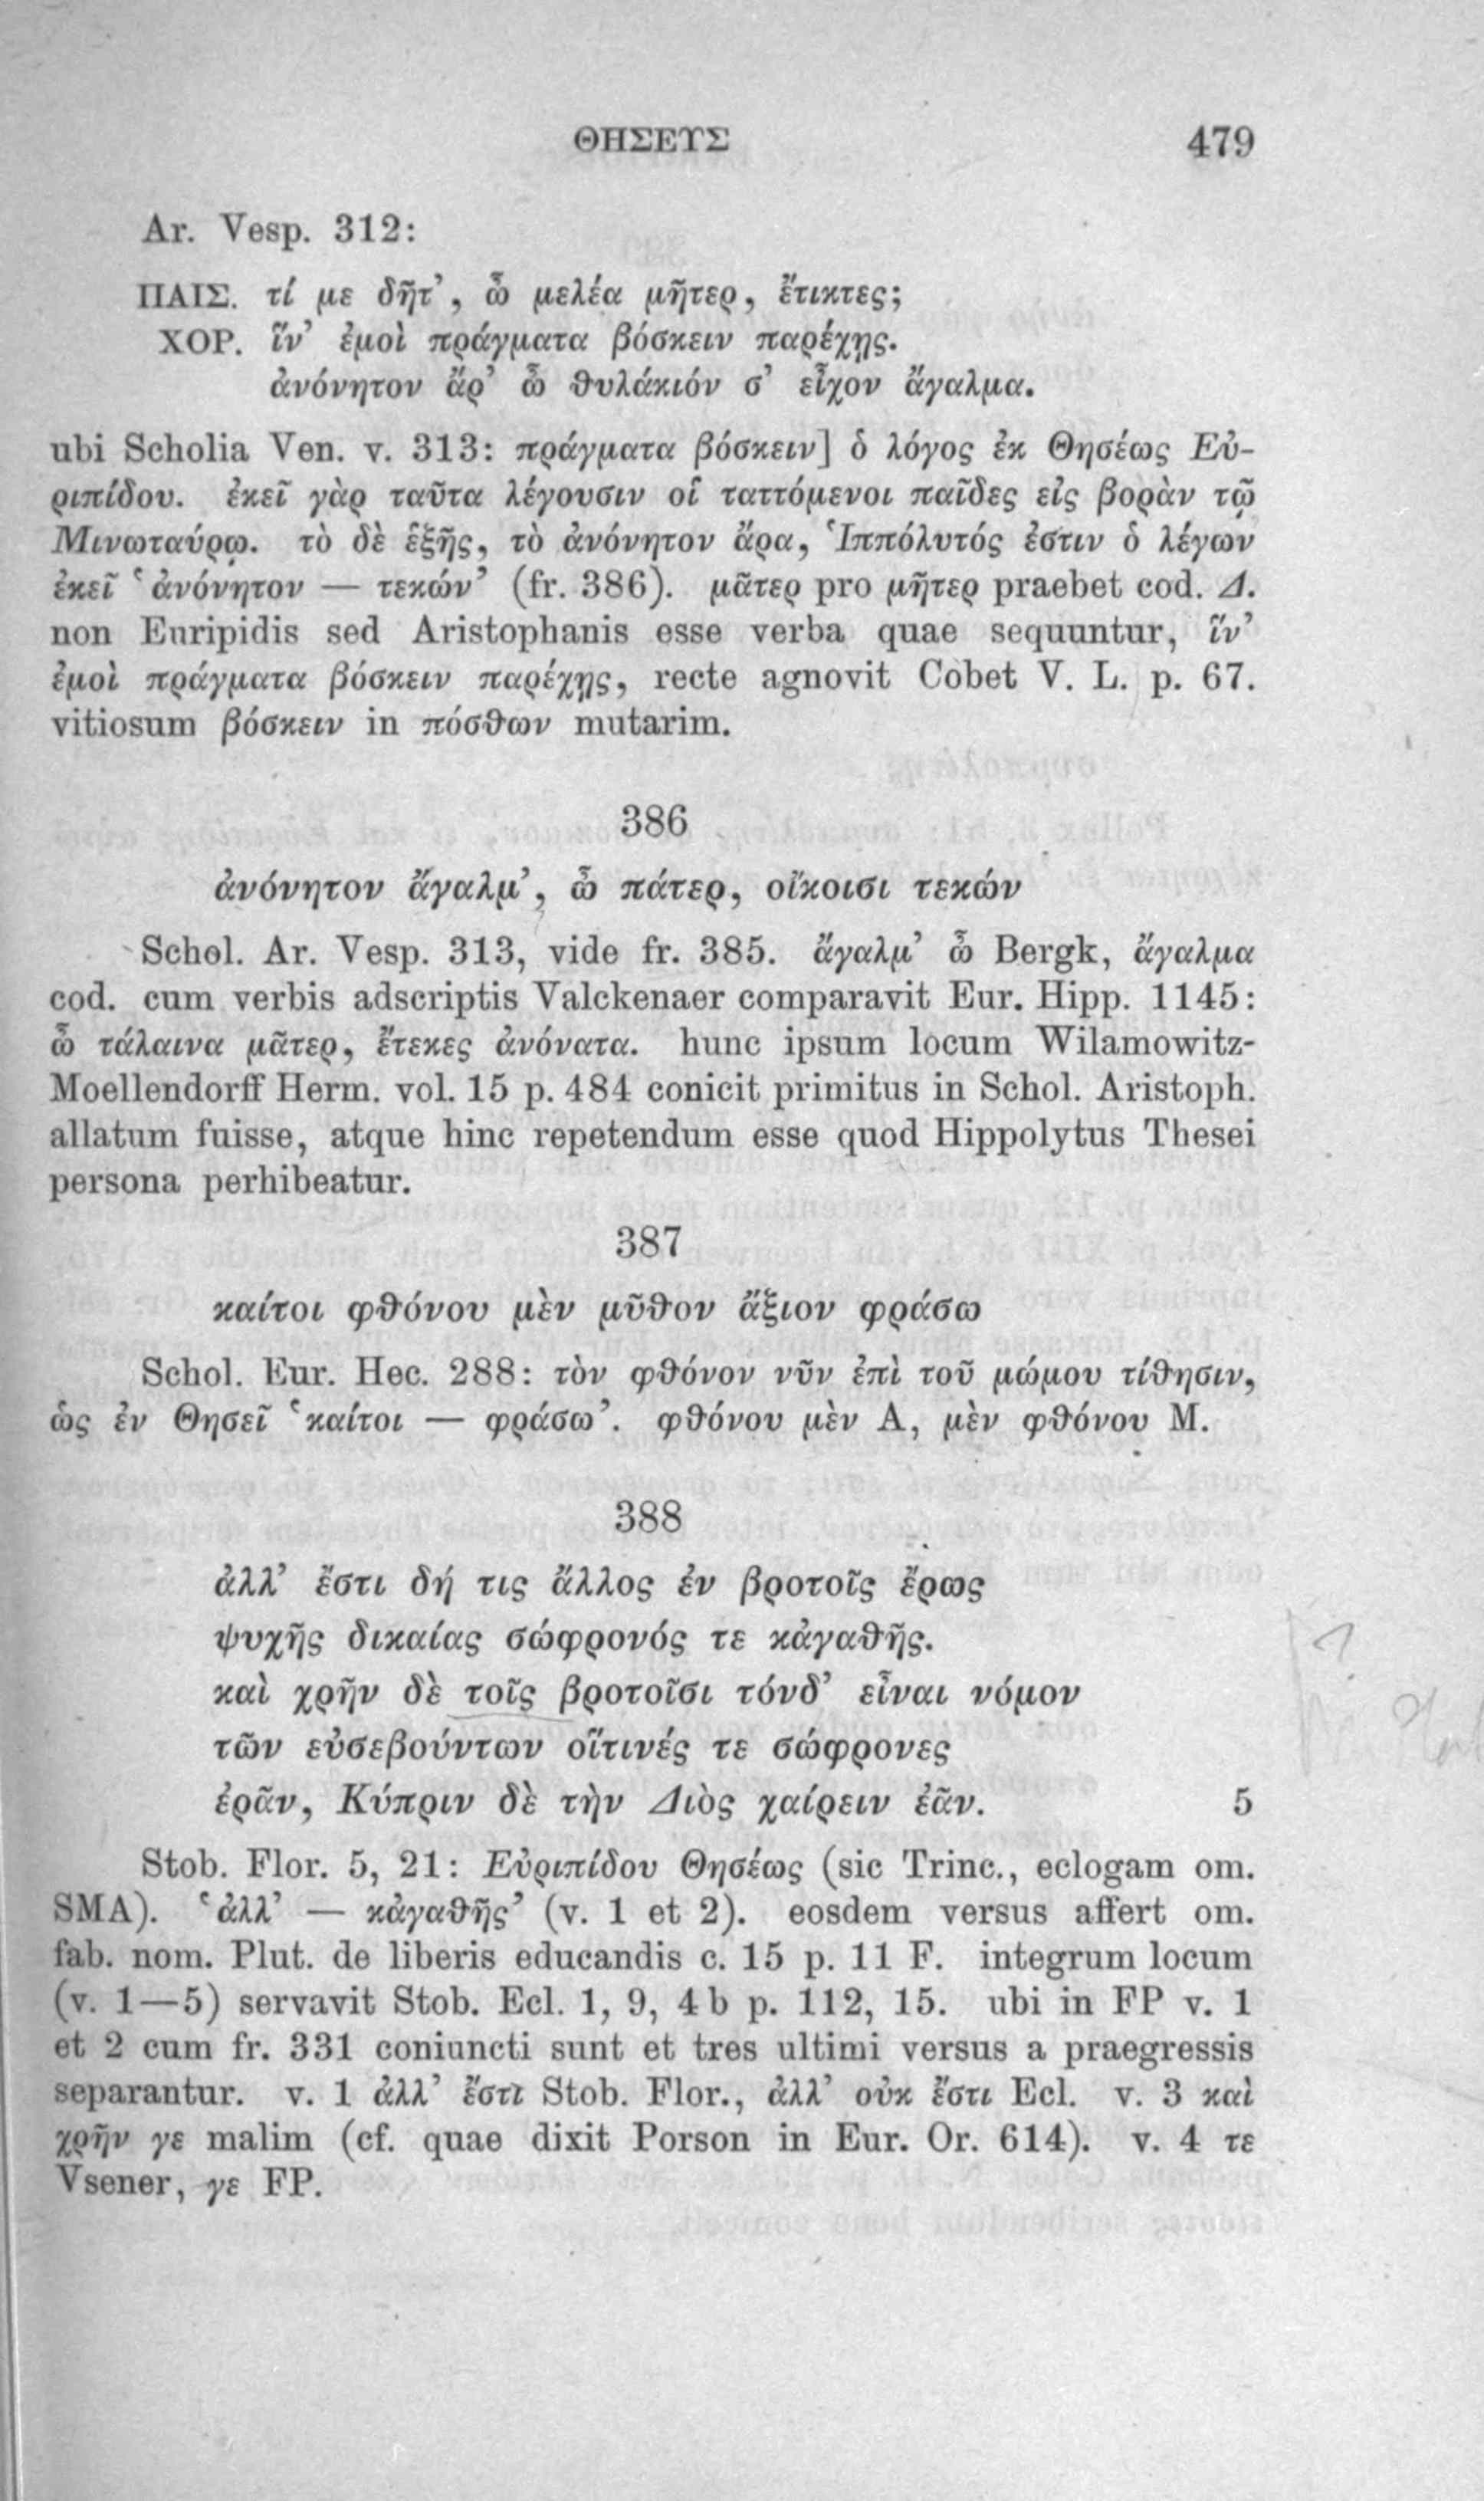 ΘΗΣΕΥΣ 479
Ar. Vesp. 312:
ΠΑΙΣ. τί με δῆτ’, ὦ μελέα μῆτερ, ἔτικτες;
ΧΟΡ. ἵν’ ἐμοὶ πράγματα βόσκειν παρέχῃς.
ἀνόνητον ἄρ’ ὦ θυλάκιόν σ’ εἶχον ἄγαλμα.
ubi Scholia Ven. v. 313: πράγματα βόσκειν] ὁ λόγος ἐκ Θησέως Εὐ-
ριπίδου. ἐκεῖ γὰρ ταῦτα λέγουσιν οἱ ταττόμενοι παῖδες εἰς βορὰν τῷ
Μινωταύρῳ. τὸ δὲ ἑξῆς, τὸ ἀνόνητον ἄρα, Ἱππόλυτός ἐστιν ὁ λέγων
ἐκεῖ ‘ἀνόνητον — τεκών’ (fr. 386). μᾶτερ pro μῆτερ praebet cod. Δ.
non Euripidis sed Aristophanis esse verba quae sequuntur, ἵν’
ἐμοὶ πράγματα βόσκειν παρέχῃς, recte agnovit Cobet V. L. p. 67.
vitiosum βόσκειν in πόσθων mutarim.
386
ἀνόνητον ἄγαλμ’, ὦ πάτερ, οἴκοισι τεκών
Schol. Ar. Vesp. 313, vide fr. 385. ἄγαλμ’ ὦ Bergk, ἄγαλμα
cod. cum verbis adscriptis Valckenaer comparavit Eur. Hipp. 1145:
ὦ τάλαινα μᾶτερ, ἔτεκες ἀνόνατα. hunc ipsum locum Wilamowitz-
Moellendorff Herm. vol. 15 p. 484 conicit primitus in Schol. Aristoph.
allatum fuisse, atque hinc repetendum esse quod Hippolytus Thesei
persona perhibeatur.
387
καίτοι φθόνου μὲν μῦθον ἄξιον φράσω
Schol. Eur. Hec. 288: τὸν φθόνον νῦν ἐπὶ τοῦ μώμου τίθησιν,
ὡς ἐν Θησεῖ ‘καίτοι — φράσω’. φθόνου μὲν A, μὲν φθόνου M.
388
ἀλλ’ ἔστι δή τις ἄλλος ἐν βροτοῖς ἔρως
ψυχῆς δικαίας σώφρονός τε κἀγαθῆς.
καὶ χρῆν δὲ τοῖς βροτοῖσι τόνδ’ εἶναι νόμον
τῶν εὐσεβούντων οἵτινές τε σώφρονες
ἐρᾶν, Κύπριν δὲ τὴν Διὸς χαίρειν ἐᾶν. 5
Stob. Flor. 5, 21: Εὐριπίδου Θησέως (sic Trinc., eclogam om.
SMA). ‘ἀλλ’ — κἀγαθῆς’ (v. 1 et 2). eosdem versus affert om.
fab. nom. Plut. de liberis educandis c. 15 p. 11 F. integrum locum
(v. 1—5) servavit Stob. Ecl. 1, 9, 4b p. 112, 15. ubi in FP v. 1
et 2 cum fr. 331 coniuncti sunt et tres ultimi versus a praegressis
separantur. v. 1 ἀλλ’ ἔστι Stob. Flor., ἀλλ’ οὐκ ἔστι Ecl. v. 3 καὶ
χρῆν γε malim (cf. quae dixit Porson in Eur. Or. 614). v. 4 τε
Vsener, γε FP.